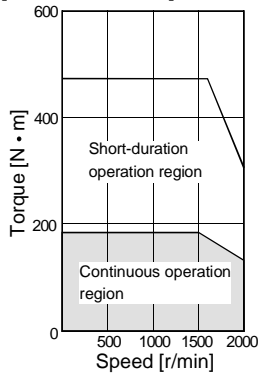 600
400
200
0
Torque [N • m]
Short-duration
operation region
Continuous operation
region
500 1000 1500 2000
Speed [r/min]